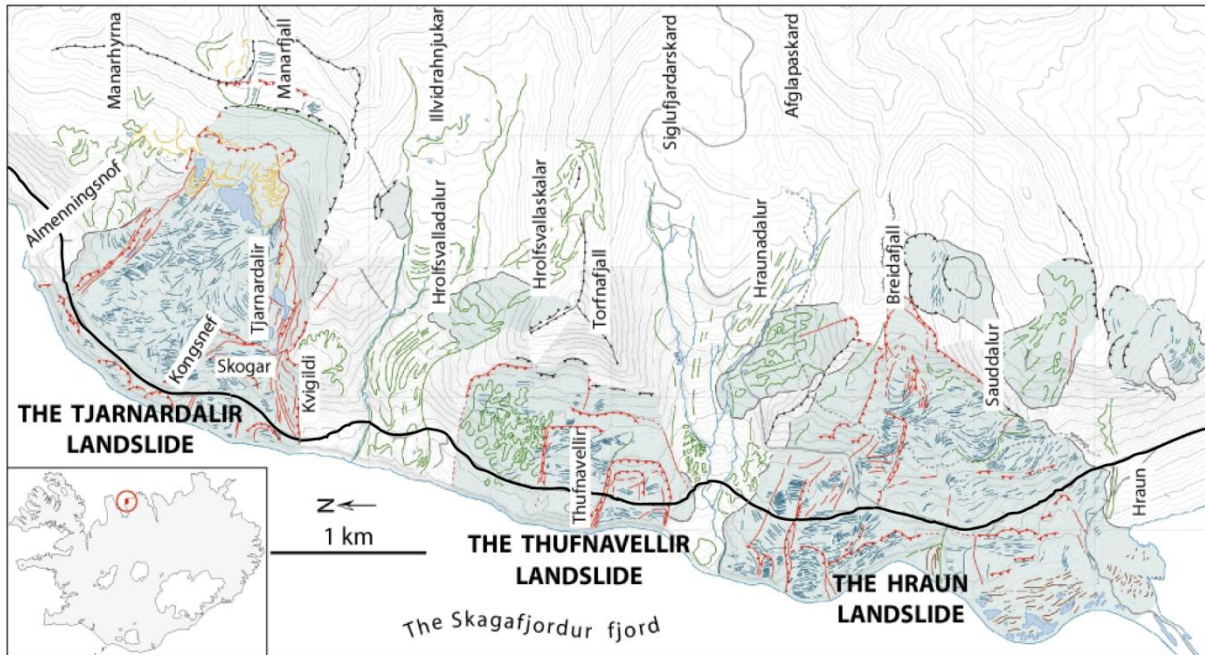 Manarhyrna
Manarfjall
Illvidrahnjukar
Siglufjardarskard
Afglapaskard
Almenningsnof
Hrolfsvalladalur
Hrolfsvallaskalar
Torfnafjall
Hraunadalur
Breidafjall
Tjarnardalir
Kongsnef
Skogar
Kvigildi
Sauddalur
THE TJARNARDALIR
LANDSLIDE
Thufnavellir
Hraun
N
1 km
THE THUFNAVELLIR
LANDSLIDE
THE HRAUN
LANDSLIDE
The Skagafjordur fjord